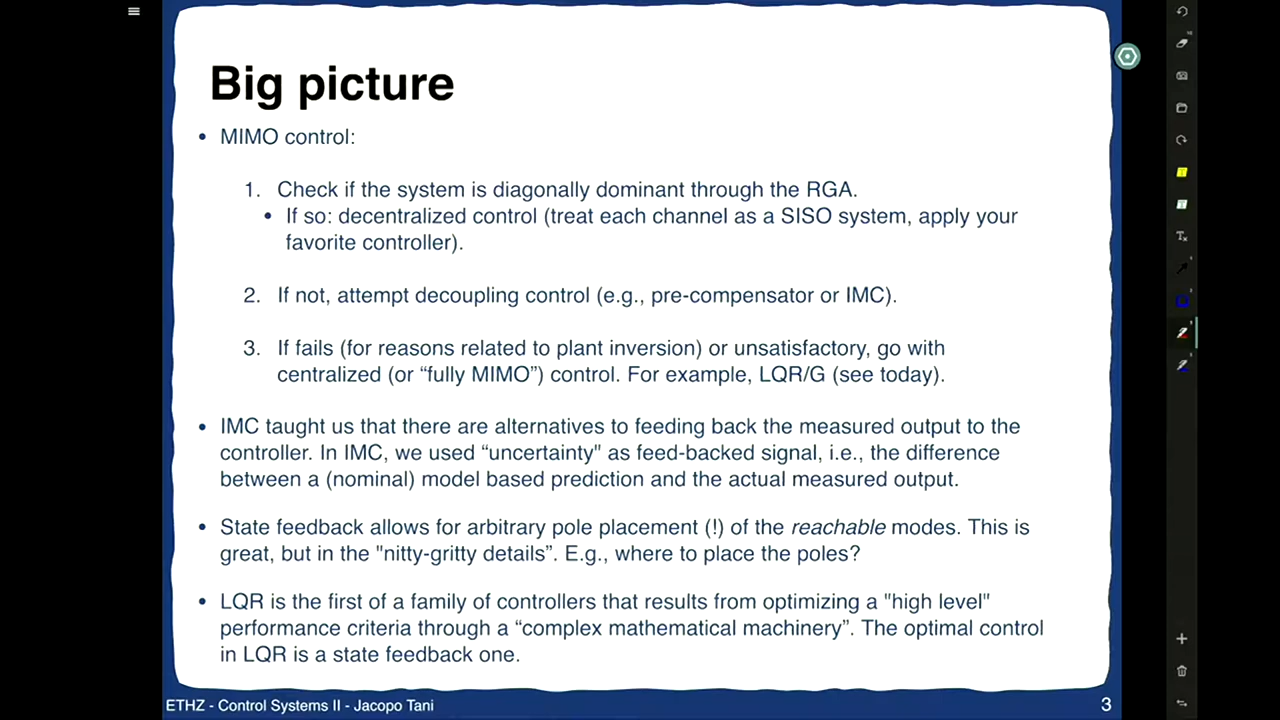 Big picture
• MIMO control:
1. Check if the system is diagonally dominant through the RGA.
• If so: decentralized control (treat each channel as a SISO system, apply your
favorite controller).
2. If not, attempt decoupling control (e.g., pre-compensator or IMC).
3. If fails (for reasons related to plant inversion) or unsatisfactory, go with
centralized (or “fully MIMO”) control. For example, LQR/G (see today).
• IMC taught us that there are alternatives to feeding back the measured output to the
controller. In IMC, we used “uncertainty" as feed-backed signal, i.e., the difference
between a (nominal) model based prediction and the actual measured output.
• State feedback allows for arbitrary pole placement (!) of the reachable modes. This is
great, but in the "nitty-gritty details”. E.g., where to place the poles?
• LQR is the first of a family of controllers that results from optimizing a "high level"
performance criteria through a “complex mathematical machinery”. The optimal control
in LQR is a state feedback one.
ETHZ - Control Systems II - Jacopo Tani
3